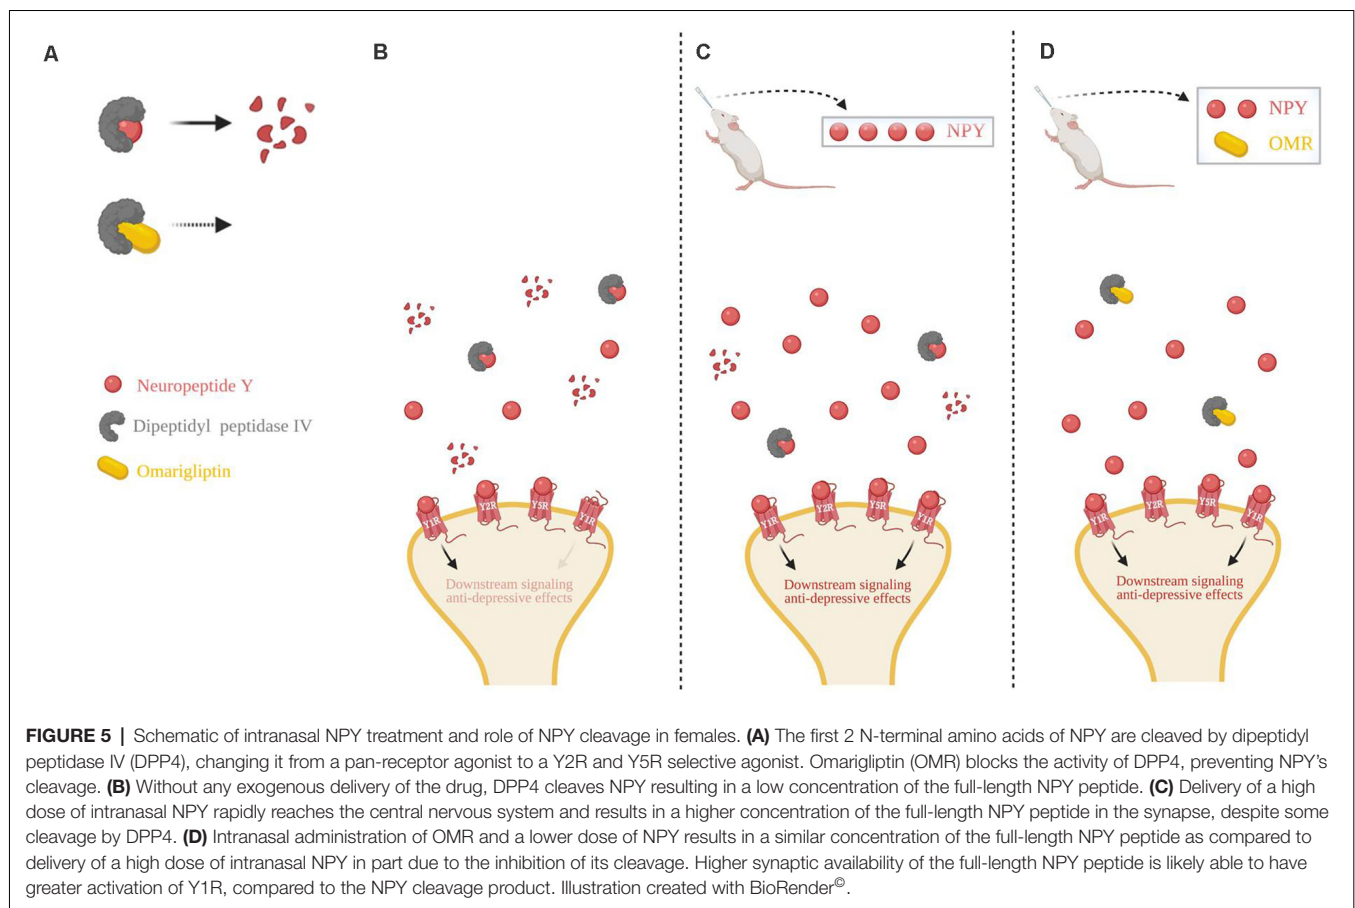 A
B
C
D
NPY
NPY
OMR
Neuropeptide Y
Dipeptidyl peptidase IV
Omarigliptin
Y1R
Y2R
Y5R
Y1R
Downstream signaling
anti-depressive effects
Y1R
Y2R
Y5R
Y1R
Downstream signaling
anti-depressive effects
Y1R
Y2R
Y5R
Y1R
Downstream signaling
anti-depressive effects
FIGURE 5 | Schematic of intranasal NPY treatment and role of NPY cleavage in females. (A) The first 2 N-terminal amino acids of NPY are cleaved by dipeptidyl
peptidase IV (DPP4), changing it from a pan-receptor agonist to a Y2R and Y5R selective agonist. Omarigliptin (OMR) blocks the activity of DPP4, preventing NPY’s
cleavage. (B) Without any exogenous delivery of the drug, DPP4 cleaves NPY resulting in a low concentration of the full-length NPY peptide. (C) Delivery of a high
dose of intranasal NPY rapidly reaches the central nervous system and results in a higher concentration of the full-length NPY peptide in the synapse, despite some
cleavage by DPP4. (D) Intranasal administration of OMR and a lower dose of NPY results in a similar concentration of the full-length NPY peptide as compared to
delivery of a high dose of intranasal NPY in part due to the inhibition of its cleavage. Higher synaptic availability of the full-length NPY peptide is likely able to have
greater activation of Y1R, compared to the NPY cleavage product. Illustration created with BioRender©.